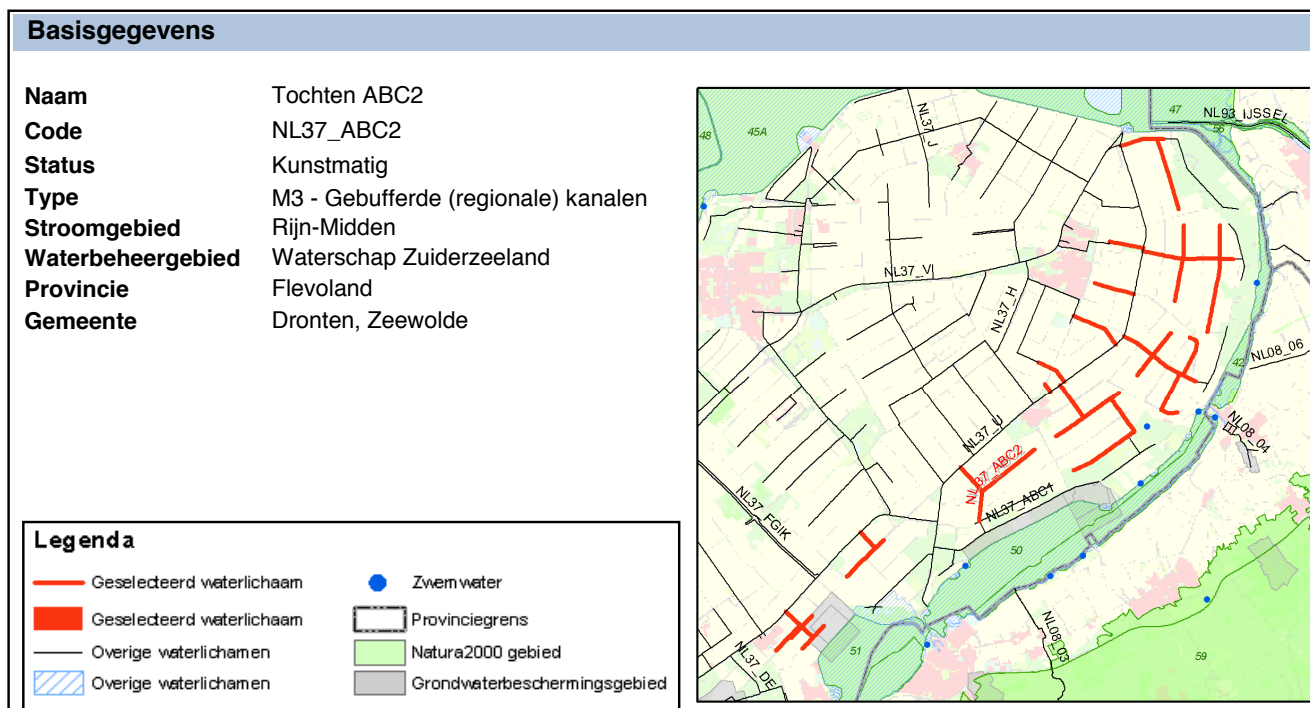 Basisgegevens
Naam Tochten ABC2
Code NL37_ABC2
Status Kunstmatig
Type M3 - Gebufferde (regionale) kanalen
Stroomgebied Rijn-Midden
Waterbeheergebied Waterschap Zuiderzeeland
Provincie Flevoland
Gemeente Dronten, Zeewolde
48
45A
NL37_J
47
NL93_IJSSEL
56
NL37_V
NL37_H
42
NL08_06
NL37_U
NL08_04
NL37_ABC2
NL37_ABC1
NL37_FGIK
50
51
NL37_DE
NL08_03
59
Legenda
Geselecteerd waterlichaam
Zwemwater
Geselecteerd waterlichaam
Provinciegrens
Overige waterlichamen
Natura2000 gebied
Overige waterlichamen
Grondwaterbeschermingsgebied